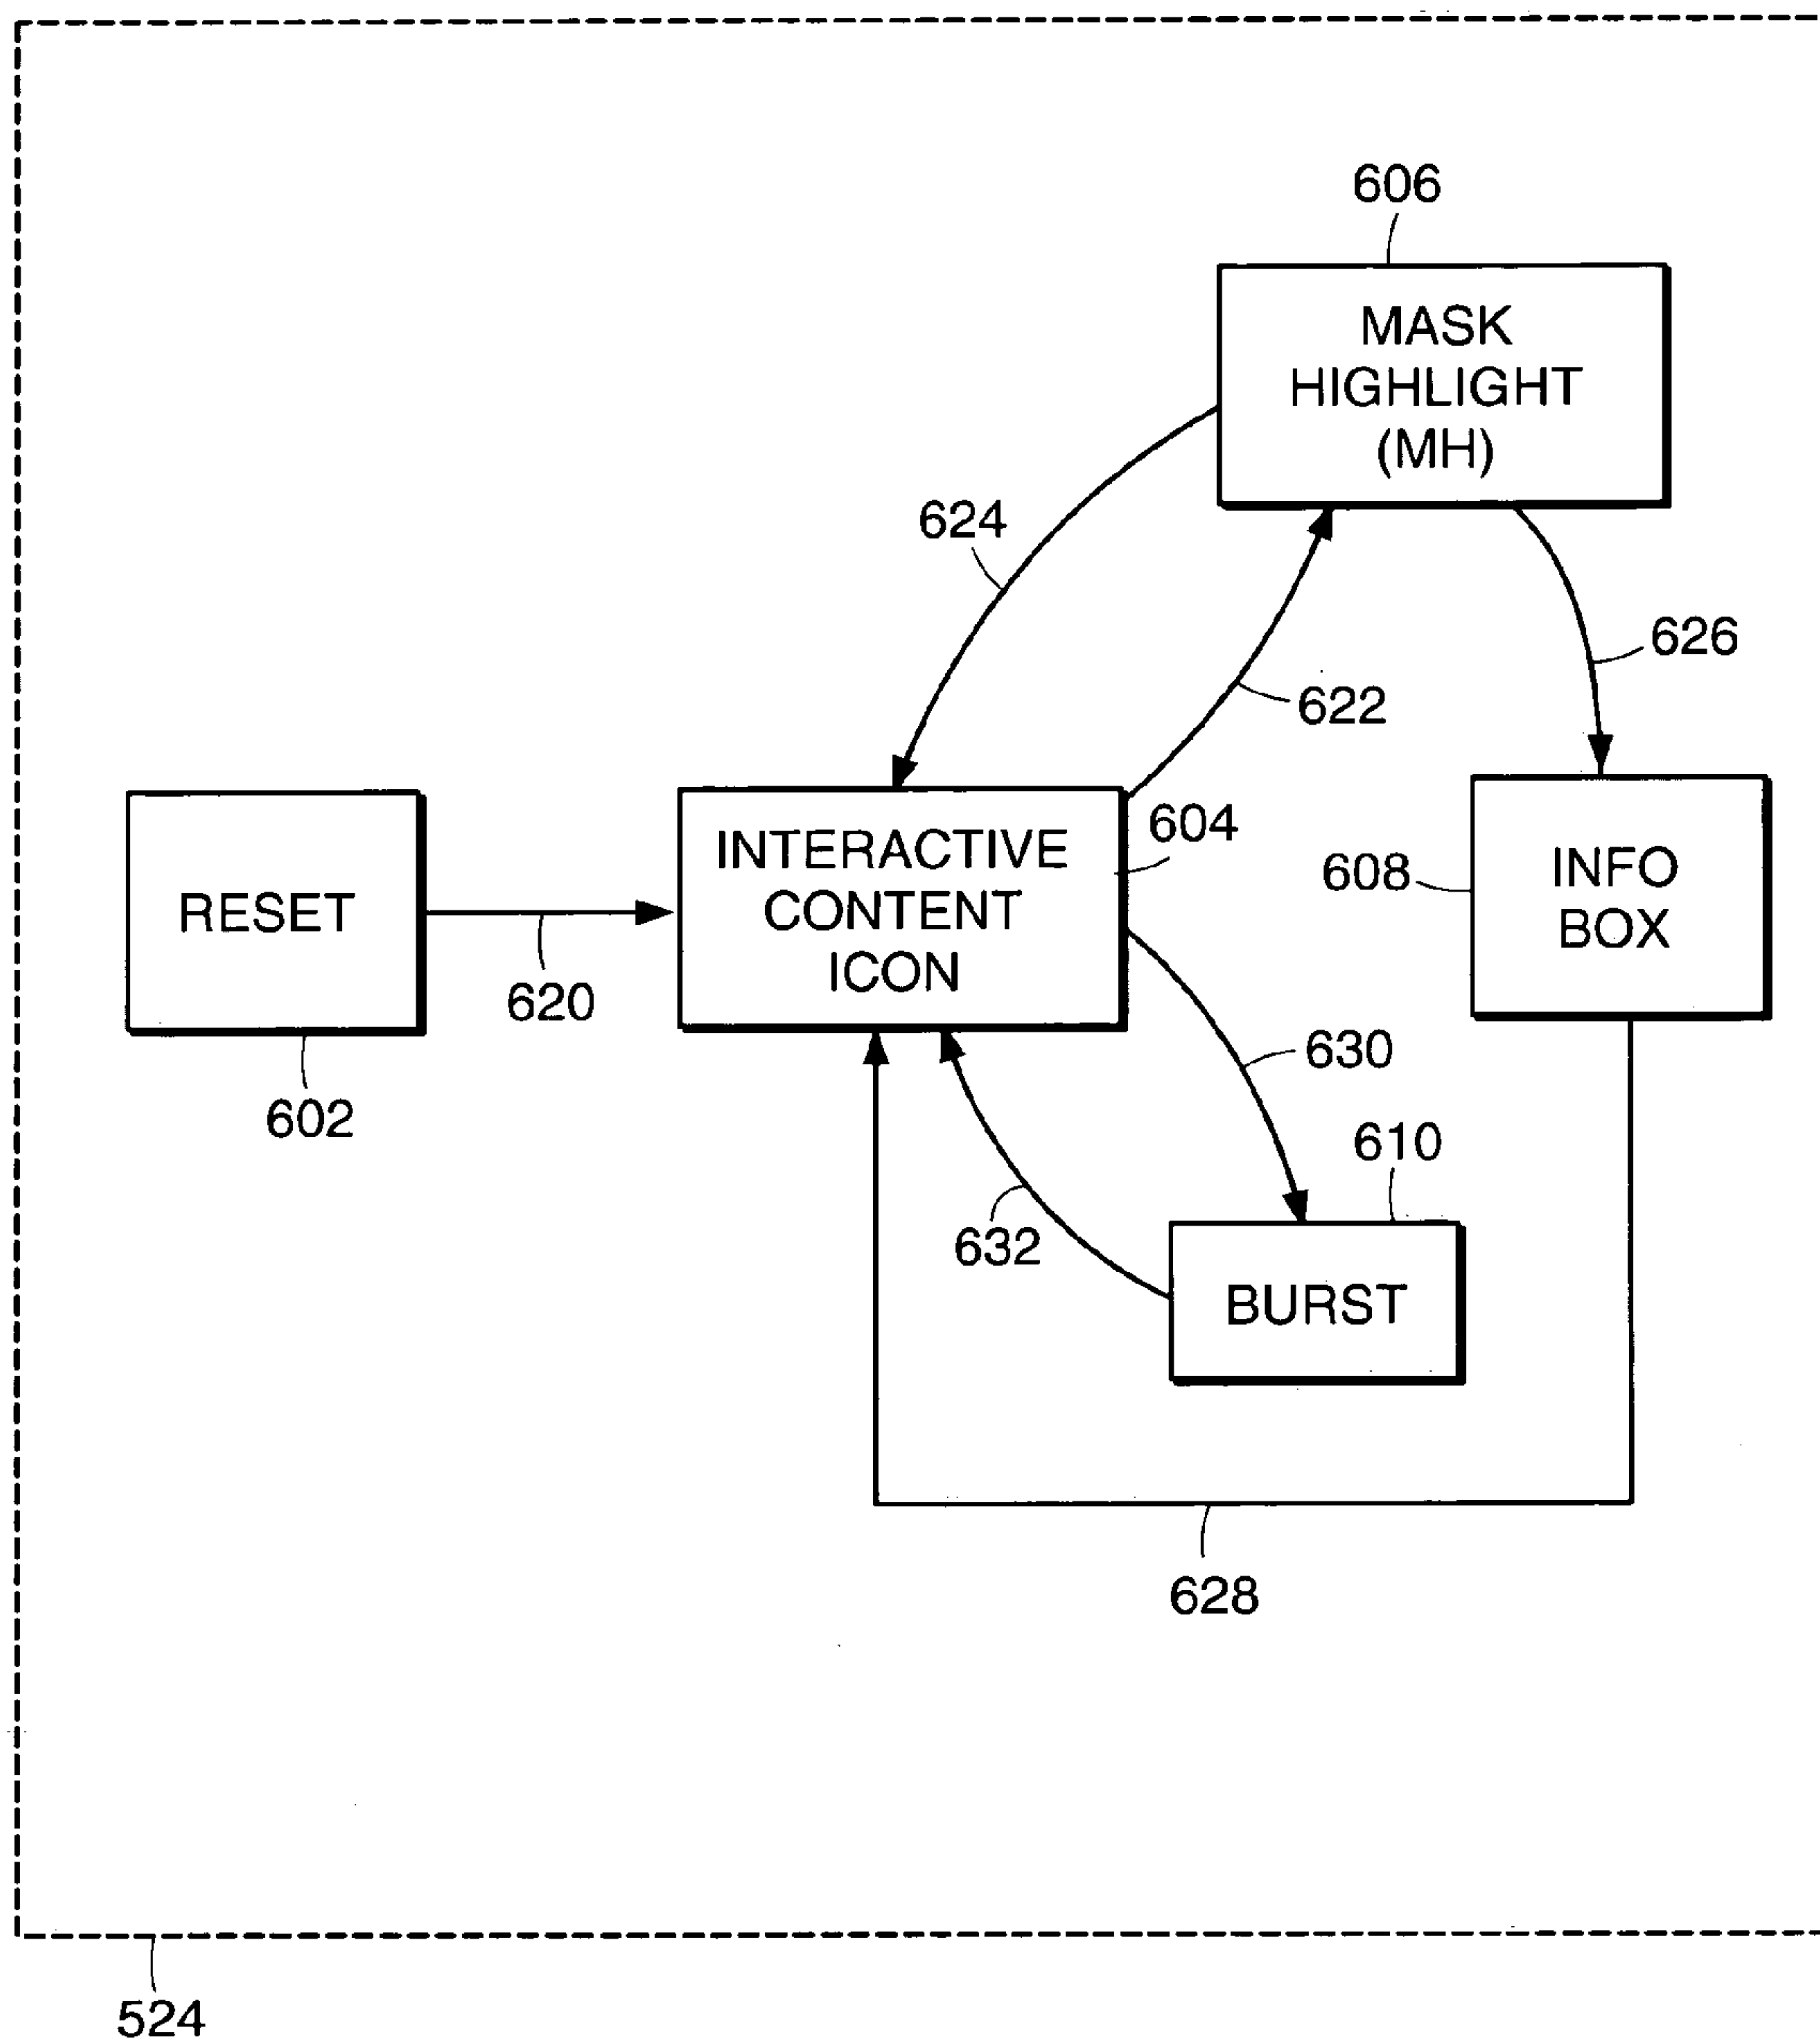 606
MASK
HIGHLIGHT
(MH)
624
626
622
604
INTERACTIVE
CONTENT
ICON
RESET
608
INFO
BOX
620
630
602
610
632
BURST
628
524